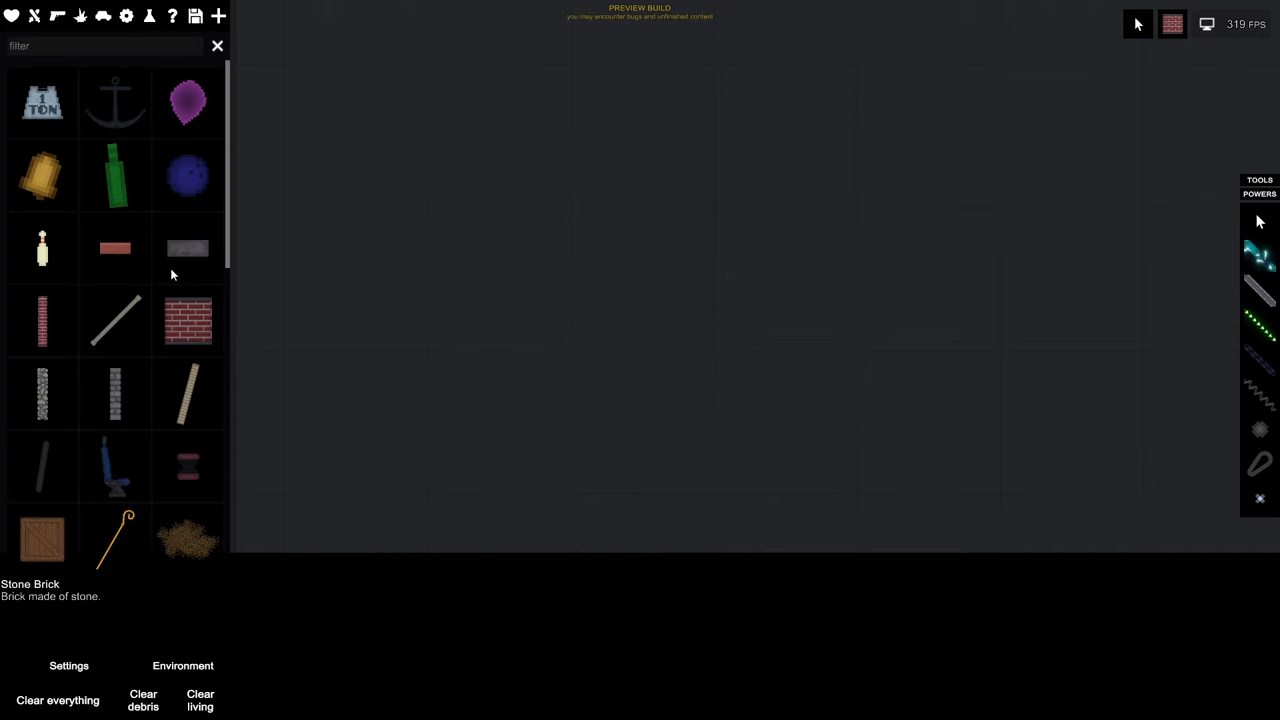 PREVIEW BUILD
you may encounter bugs and unfinished content
319 FPS
filter
1
TON
TOOLS
POWERS
Stone Brick
Brick made of stone.
Settings
Environment
Clear everything
Clear
debris
Clear
living